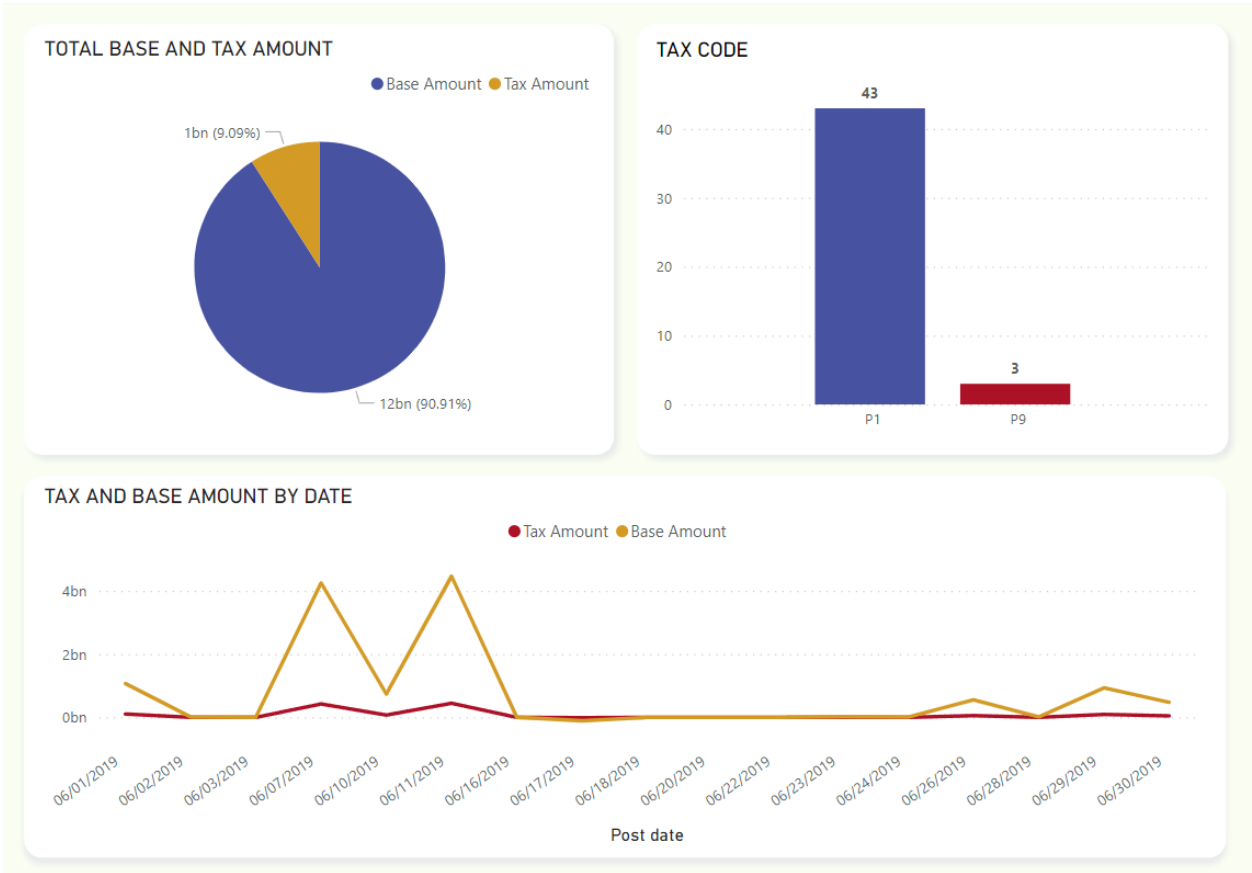 TOTAL BASE AND TAX AMOUNT
Base Amount Tax Amount
1bn (9.09%)
12bn (90.91%)
TAX CODE
43
40
30
20
10
0
3
P1 P9
TAX AND BASE AMOUNT BY DATE
Tax Amount Base Amount
4bn
2bn
0bn
06/01/2019 06/02/2019 06/03/2019 06/07/2019 06/10/2019 06/11/2019 06/16/2019 06/17/2019 06/18/2019 06/20/2019 06/22/2019 06/23/2019 06/24/2019 06/26/2019 06/28/2019 06/29/2019 06/30/2019
Post date